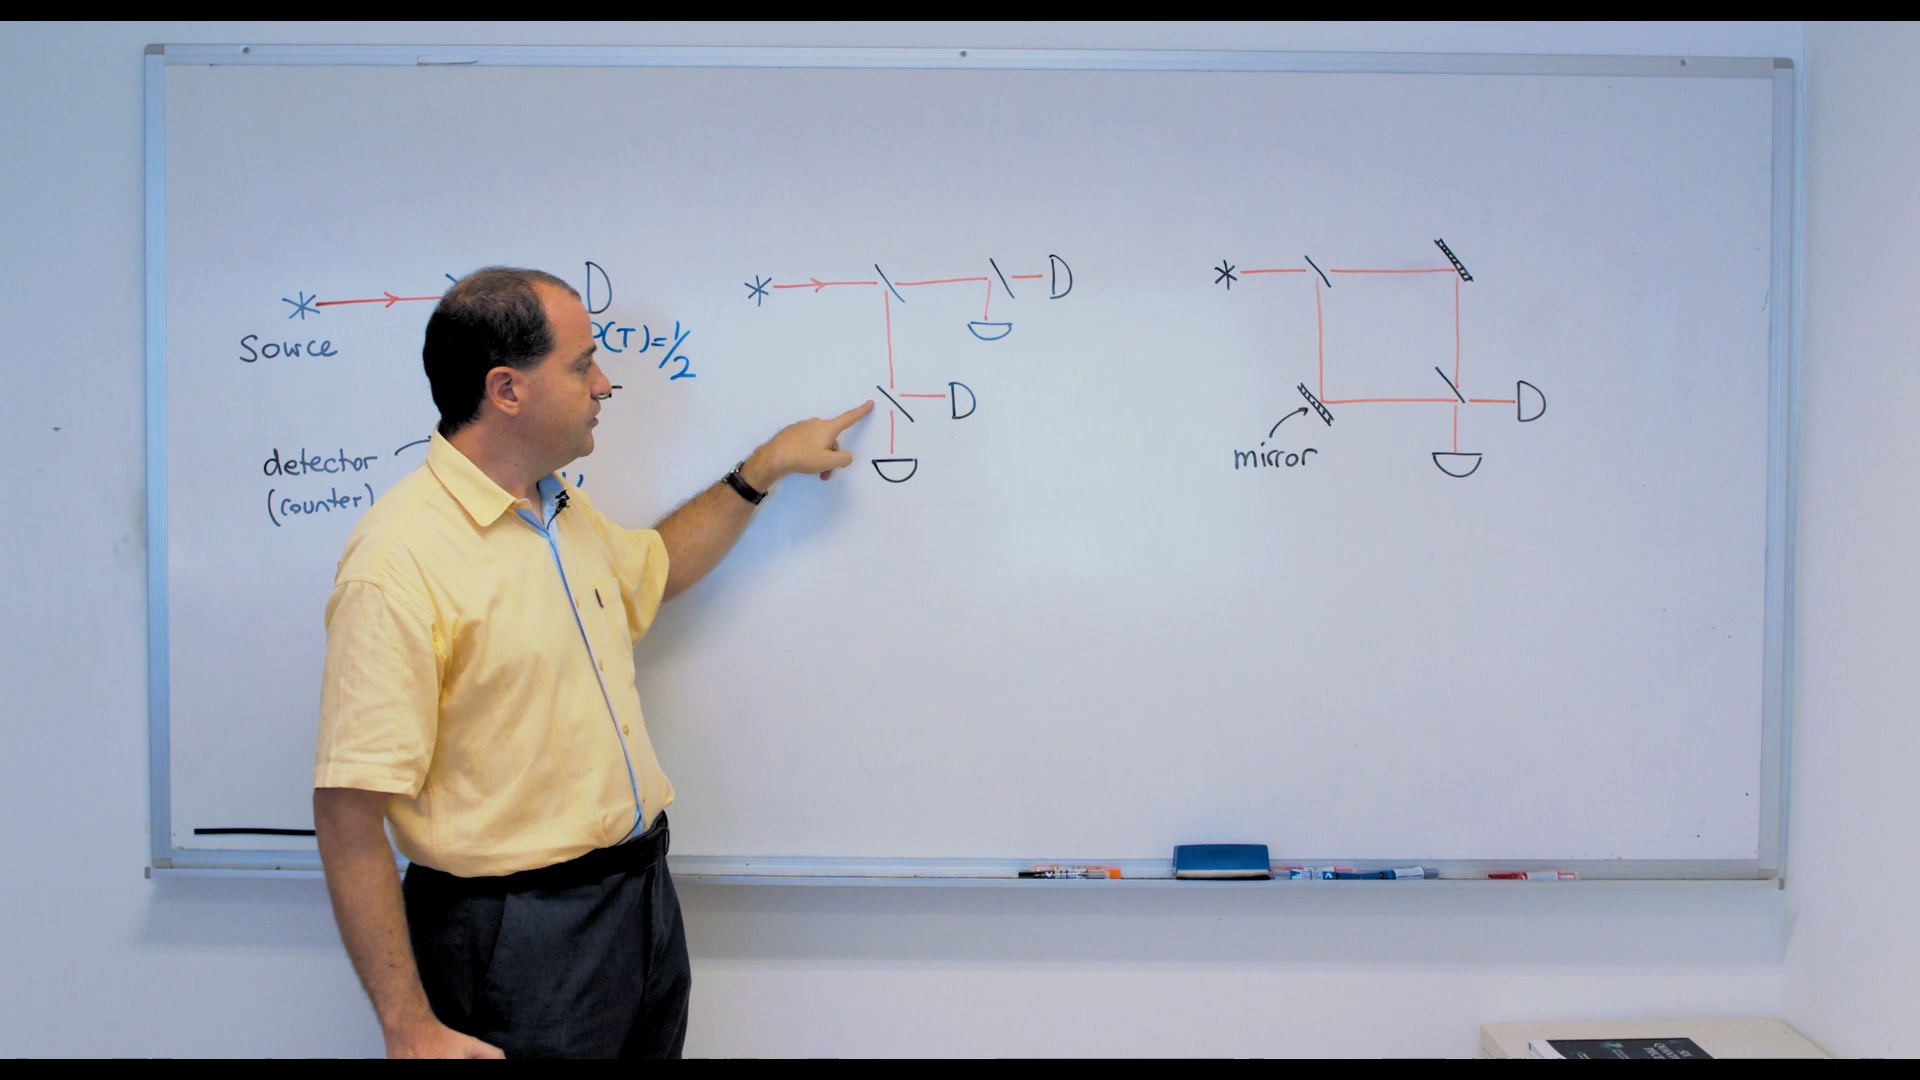 Source
P(T)=1/2
detector
(counter)
D
D
D
mirror
D